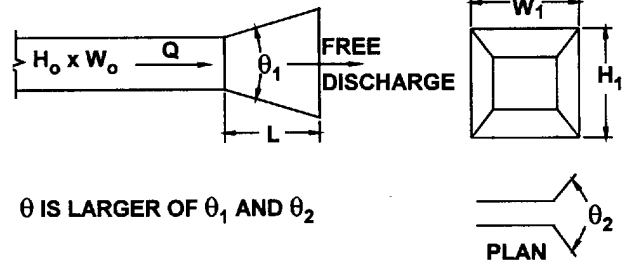 H₀ x W₀ Q
θ₁
FREE
DISCHARGE
L
W₁
H₁
θ IS LARGER OF θ₁ AND θ₂
θ₂
PLAN